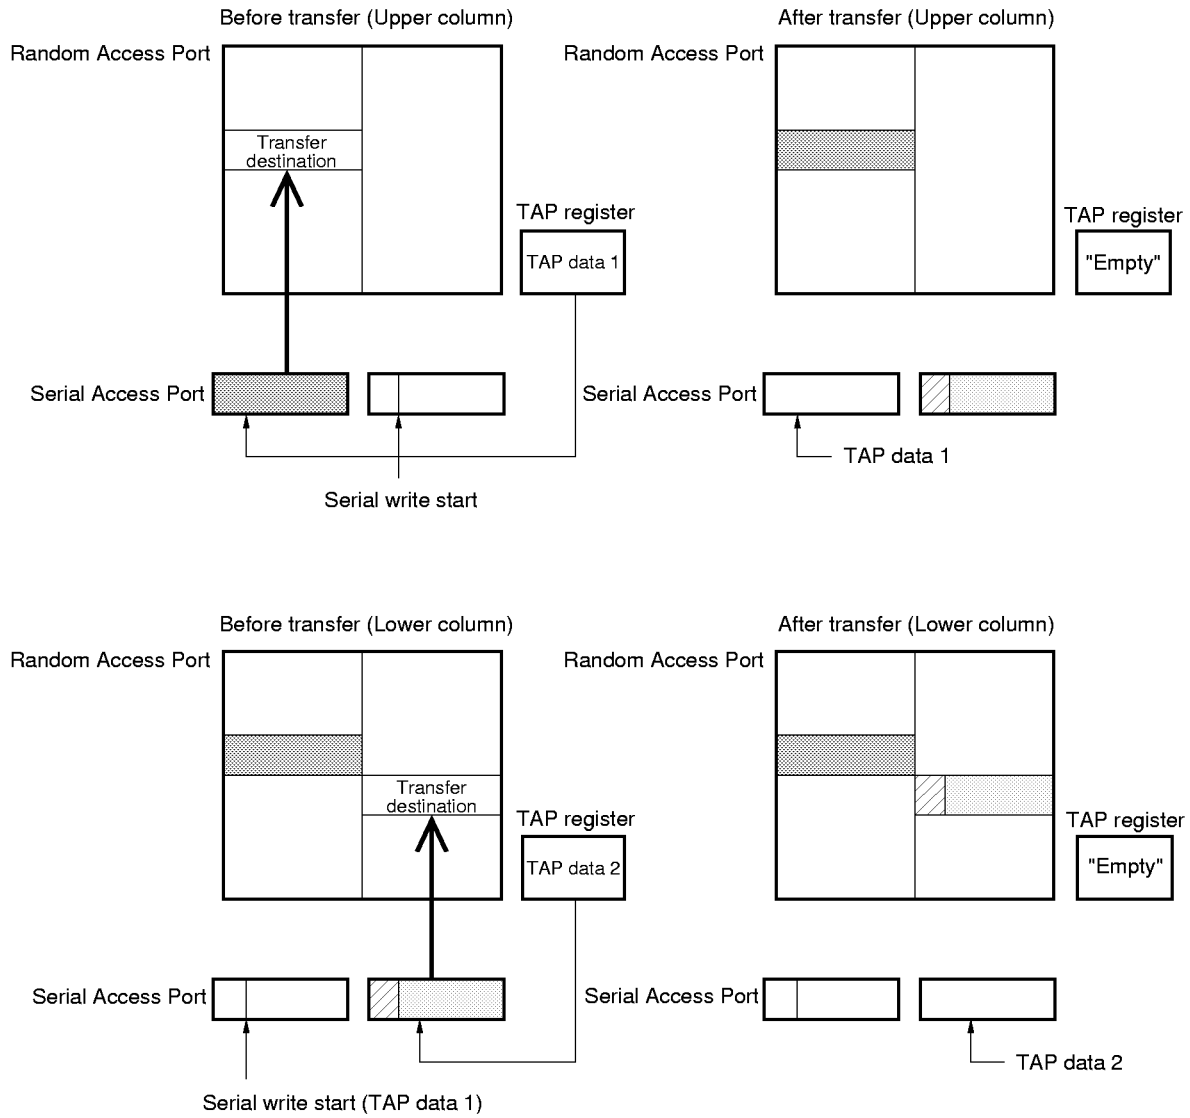 Before transfer (Upper column)
After transfer (Upper column)
Random Access Port
Random Access Port
Transfer
destination
TAP register
TAP register
TAP data 1
"Empty"
Serial Access Port
Serial Access Port
TAP data 1
Serial write start
Before transfer (Lower column)
After transfer (Lower column)
Random Access Port
Random Access Port
Transfer
destination
TAP register
TAP register
TAP data 2
"Empty"
Serial Access Port
Serial Access Port
TAP data 2
Serial write start (TAP data 1)